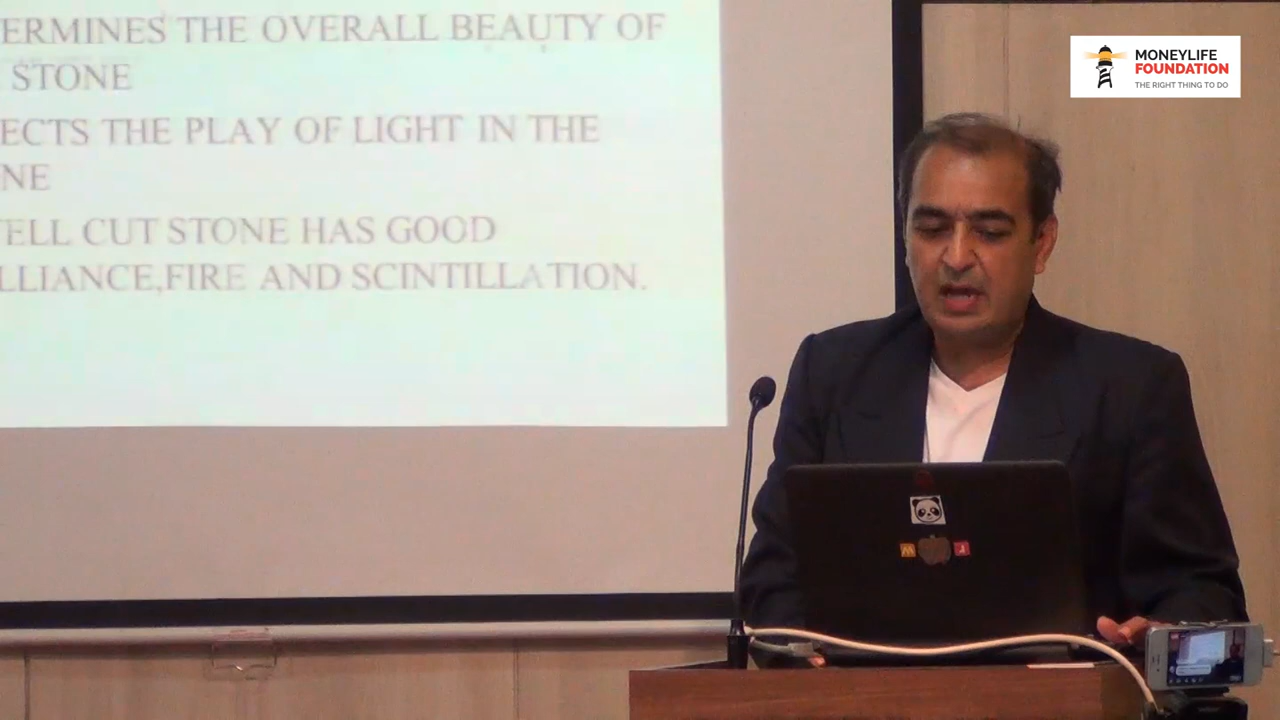 ERMINES THE OVERALL BEAUTY OF
STONE
ECTS THE PLAY OF LIGHT IN THE
NE
ELL CUT STONE HAS GOOD
LLIANCE,FIRE AND SCINTILLATION.
MONEYLIFE
FOUNDATION
THE RIGHT THING TO DO